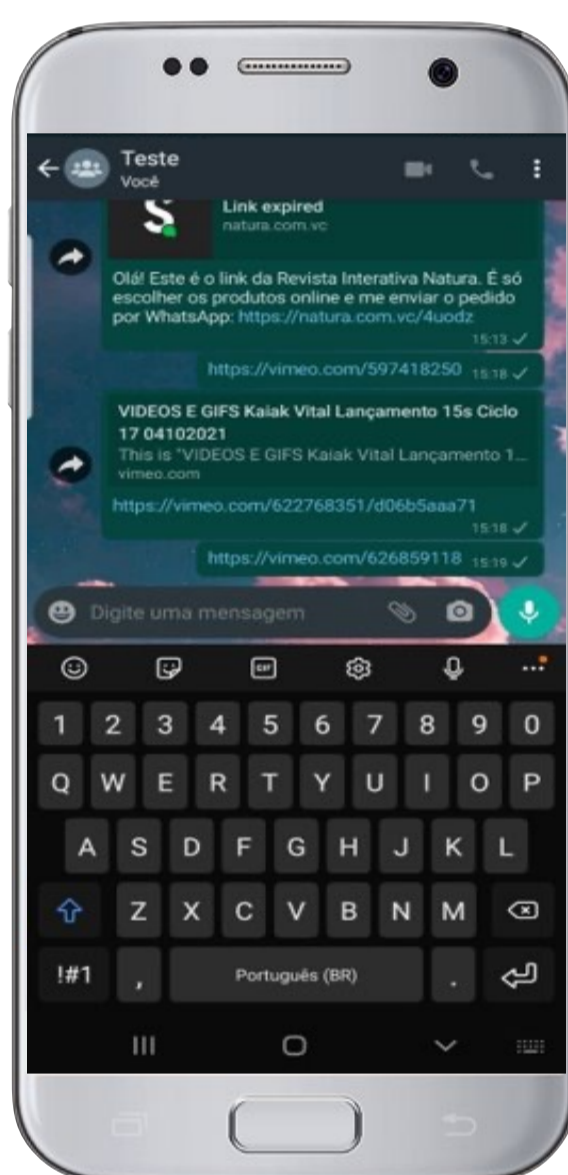 Teste
Você
Link expired
natura.com.vc
Olá! Este é o link da Revista Interativa Natura. É só
escolher os produtos online e me enviar o pedido
por WhatsApp: https://natura.com.vc/4uodz
15:13
https://vimeo.com/597418250 15:18
VIDEOS E GIFS Kaiak Vital Lançamento 15s Ciclo
17 04102021
This is "VIDEOS E GIFS Kaiak Vital Lançamento 1...
vimeo.com
https://vimeo.com/622768351/d06b5aaa71
15:18
https://vimeo.com/626859118 15:19
Digite uma mensagem
GIF
1 2 3 4 5 6 7 8 9 0
Q W E R T Y U I O P
A S D F G H J K L
Z X C V B N M
!#1 , Português (BR) .